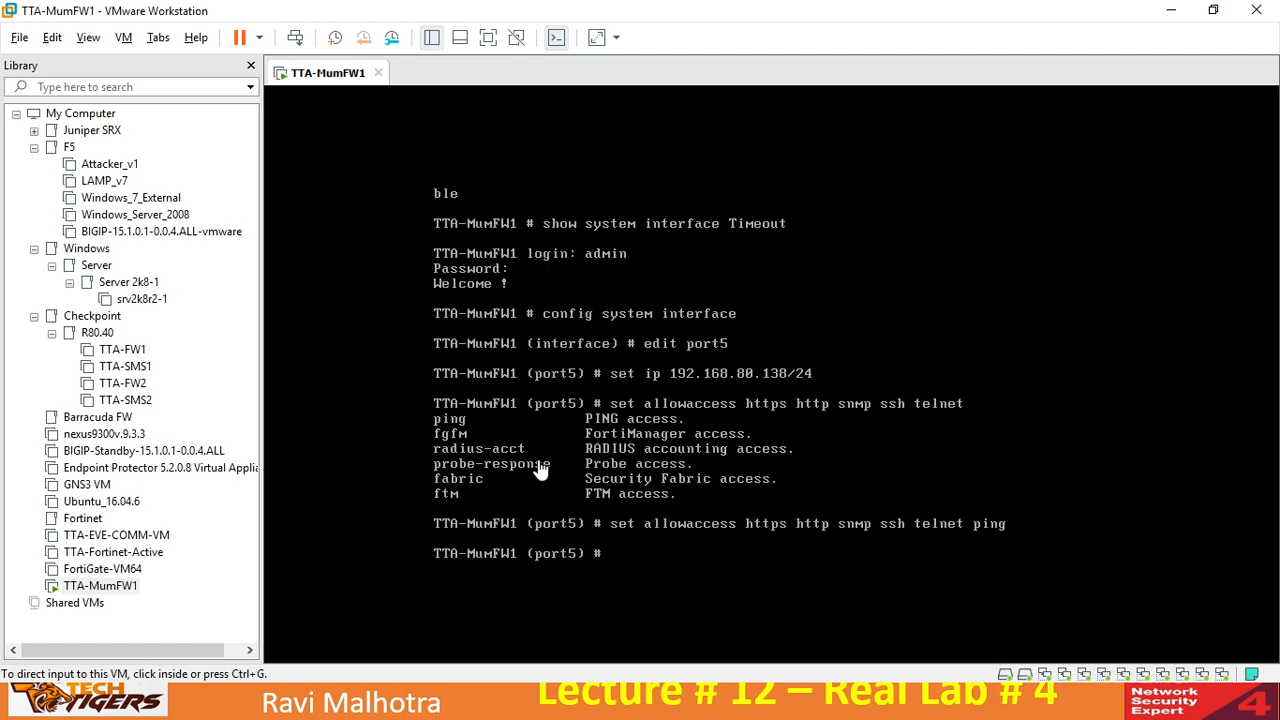 TTA-MumFW1 - VMware Workstation
File Edit View VM Tabs Help
Library
Type here to search
My Computer
Juniper SRX
F5
Attacker_v1
LAMP_v7
Windows_7_External
Windows_Server_2008
BIGIP-15.1.0.1-0.0.4.ALL-vmware
Windows
Server
Server 2k8-1
srv2k8r2-1
Checkpoint
R80.40
TTA-FW1
TTA-SMS1
TTA-FW2
TTA-SMS2
Barracuda FW
nexus9300v.9.3.3
BIGIP-Standby-15.1.0.1-0.0.4.ALL
Endpoint Protector 5.2.0.8 Virtual Applia
GNS3 VM
Ubuntu_16.04.6
Fortinet
TTA-EVE-COMM-VM
TTA-Fortinet-Active
FortiGate-VM64
TTA-MumFW1
Shared VMs
TTA-MumFW1
ble
TTA-MumFW1 # show system interface Timeout
TTA-MumFW1 login: admin
Password:
Welcome !
TTA-MumFW1 # config system interface
TTA-MumFW1 (interface) # edit port5
TTA-MumFW1 (port5) # set ip 192.168.80.138/24
TTA-MumFW1 (port5) # set allowaccess https http snmp ssh telnet
ping PING access.
fgfm FortiManager access.
radius-acct RADIUS accounting access.
probe-response Probe access.
fabric Security Fabric access.
ftm FTM access.
TTA-MumFW1 (port5) # set allowaccess https http snmp ssh telnet ping
TTA-MumFW1 (port5) #
To direct input to this VM, click inside or press Ctrl+G.
TECH
TIGERS
Ravi Malhotra
Lecture # 12 – Real Lab # 4
Network
Security
Expert
4